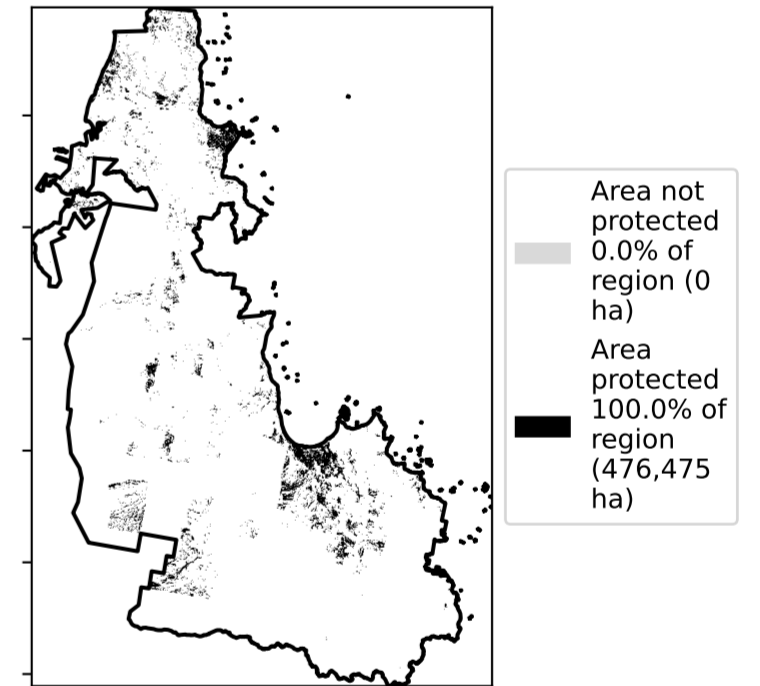 Area not
protected
0.0% of
region (0
ha)
Area
protected
100.0% of
region
(476,475
ha)